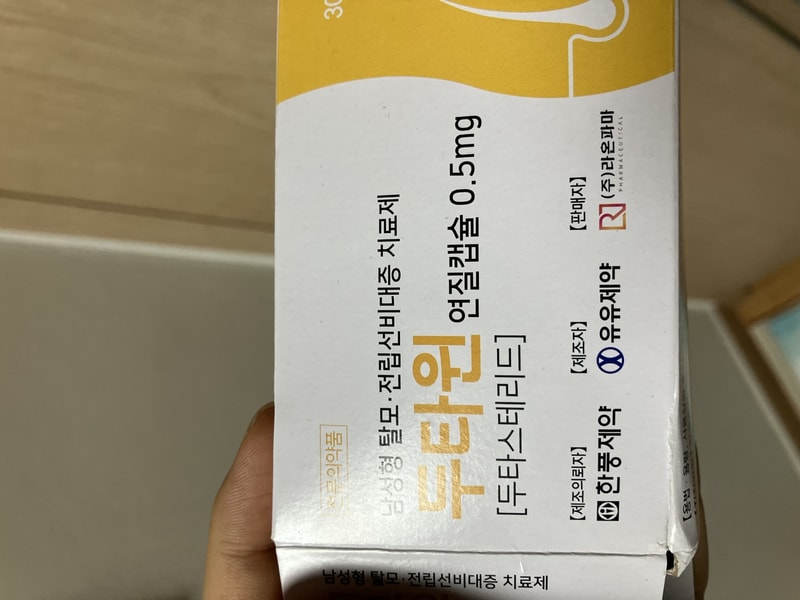 30
전문의약품
남성형 탈모·전립선비대증 치료제
두타윈 연질캡슐 0.5mg
[두타스테리드]
[제조의뢰자]
한풍제약
[제조자]
유유제약
[판매자]
(주)라온파마
PHARMACEUTICAL
남성형 탈모·전립선비대증 치료제